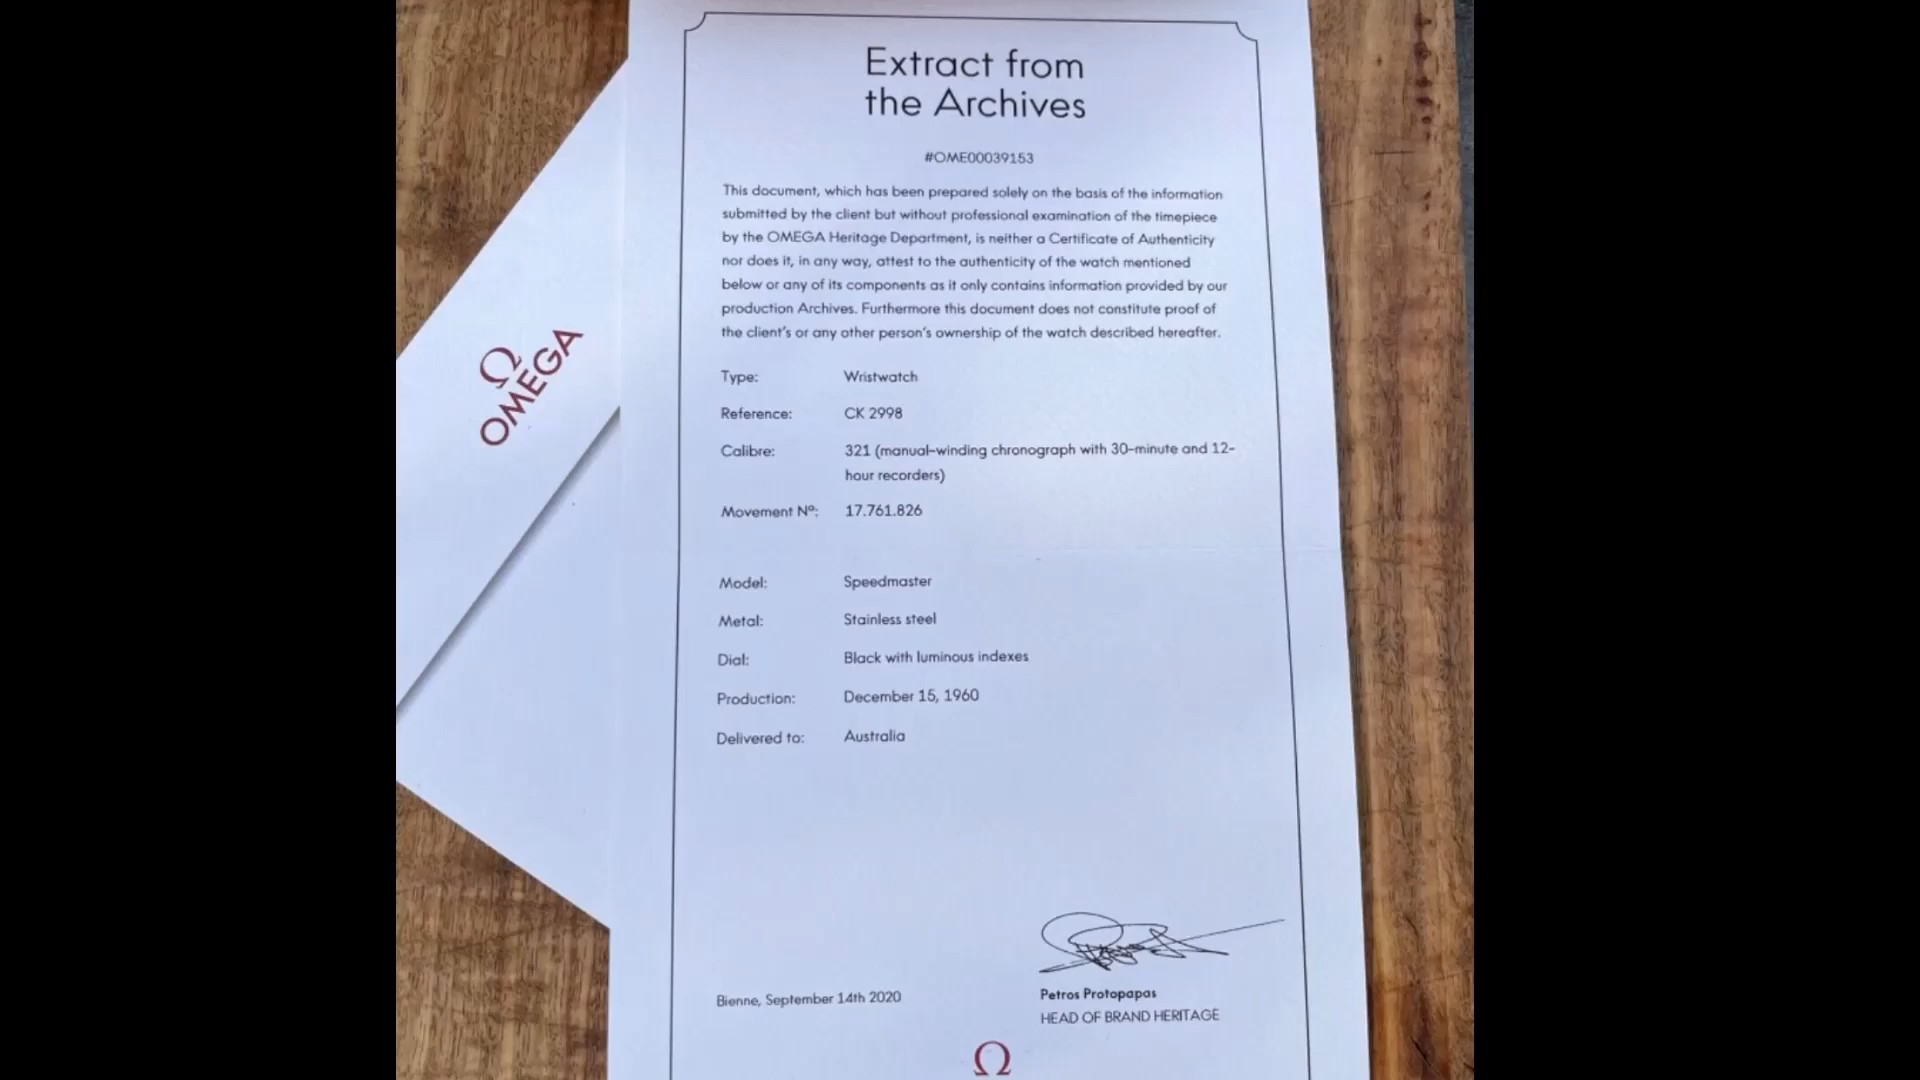 Extract from
the Archives
#OME00039153
This document, which has been prepared solely on the basis of the information
submitted by the client but without professional examination of the timepiece
by the OMEGA Heritage Department, is neither a Certificate of Authenticity
nor does it, in any way, attest to the authenticity of the watch mentioned
below or any of its components as it only contains information provided by our
production Archives. Furthermore this document does not constitute proof of
the client's or any other person's ownership of the watch described hereafter.
Type: Wristwatch
Reference: CK 2998
Calibre: 321 (manual-winding chronograph with 30-minute and 12-
hour recorders)
Movement Nº: 17.761.826
Model: Speedmaster
Metal: Stainless steel
Dial: Black with luminous indexes
Production: December 15, 1960
Delivered to: Australia
Bienne, September 14th 2020
Petros Protopapas
HEAD OF BRAND HERITAGE
Ω
Ω
OMEGA